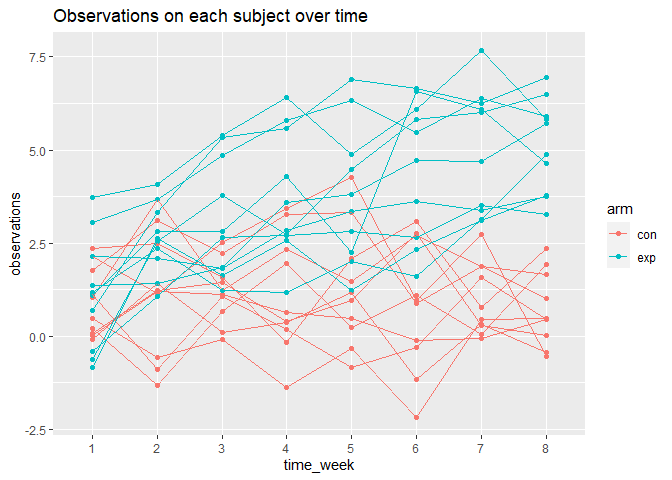 Observations on each subject over time
observations
7.5
5.0
2.5
0.0
-2.5
1 2 3 4 5 6 7 8
time_week
arm
con
exp